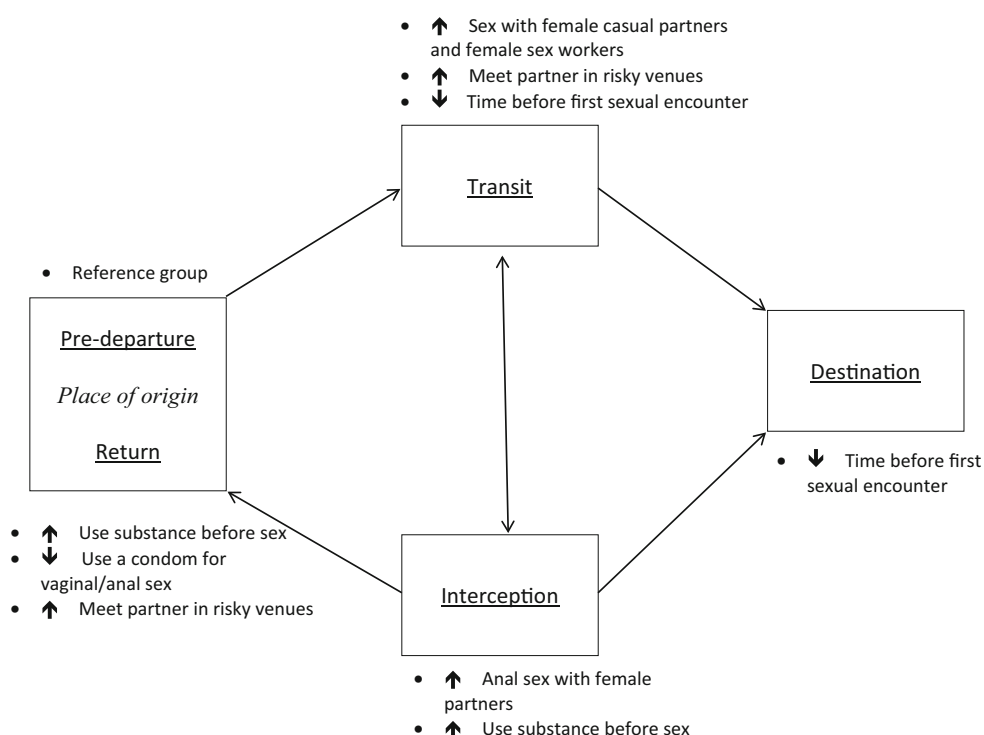 • ↑ Sex with female casual partners
and female sex workers
• ↑ Meet partner in risky venues
• ↓ Time before first sexual encounter
Transit
• Reference group
Pre-departure
Place of origin
Return
Destination
• ↓ Time before first
sexual encounter
• ↑ Use substance before sex
• ↓ Use a condom for
vaginal/anal sex
• ↑ Meet partner in risky venues
Interception
• ↑ Anal sex with female
partners
• ↑ Use substance before sex